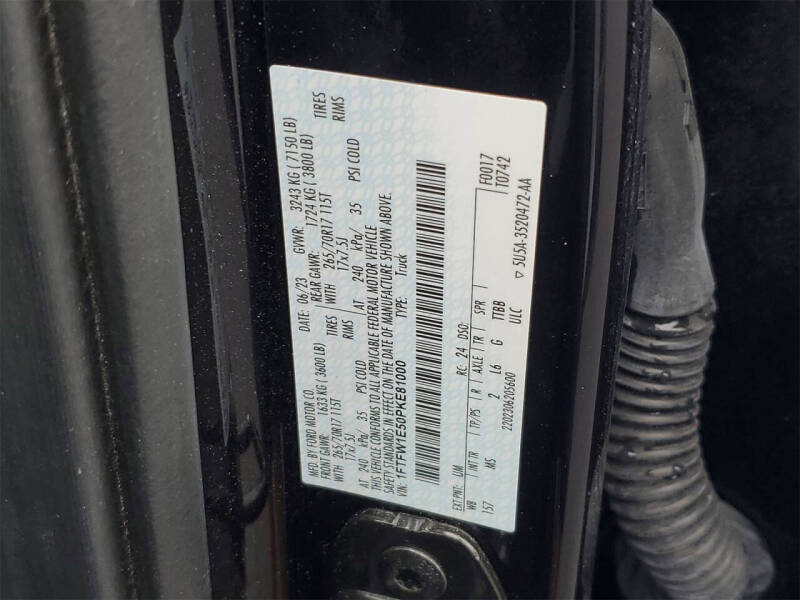 MFD. BY FORD MOTOR CO.
DATE: 06/23 GVWR: 3243 KG ( 7150 LB)
FRONT GAWR: 1633 KG (3600 LB) REAR GAWR: 1724 KG ( 3800 LB)
WITH 265/70R17 115T TIRES WITH 265/70R17 115T TIRES
17x7.5J RIMS 17x7.5J RIMS
AT 240 kPa/ 35 PSI COLD AT 240 kPa/ 35 PSI COLD
THIS VEHICLE CONFORMS TO ALL APPLICABLE FEDERAL MOTOR VEHICLE
SAFETY STANDARDS IN EFFECT ON THE DATE OF MANUFACTURE SHOWN ABOVE.
VIN: 1FTFW1E50PKE81000 TYPE: Truck
EXT PNT: UM RC: 24 DSO: F0017
WB INT TR TP/PS R AXLE TR SPR T0742
157 MS 2 L6 G TTBB
ULC
2202306205600 5U5A-3520472-AA